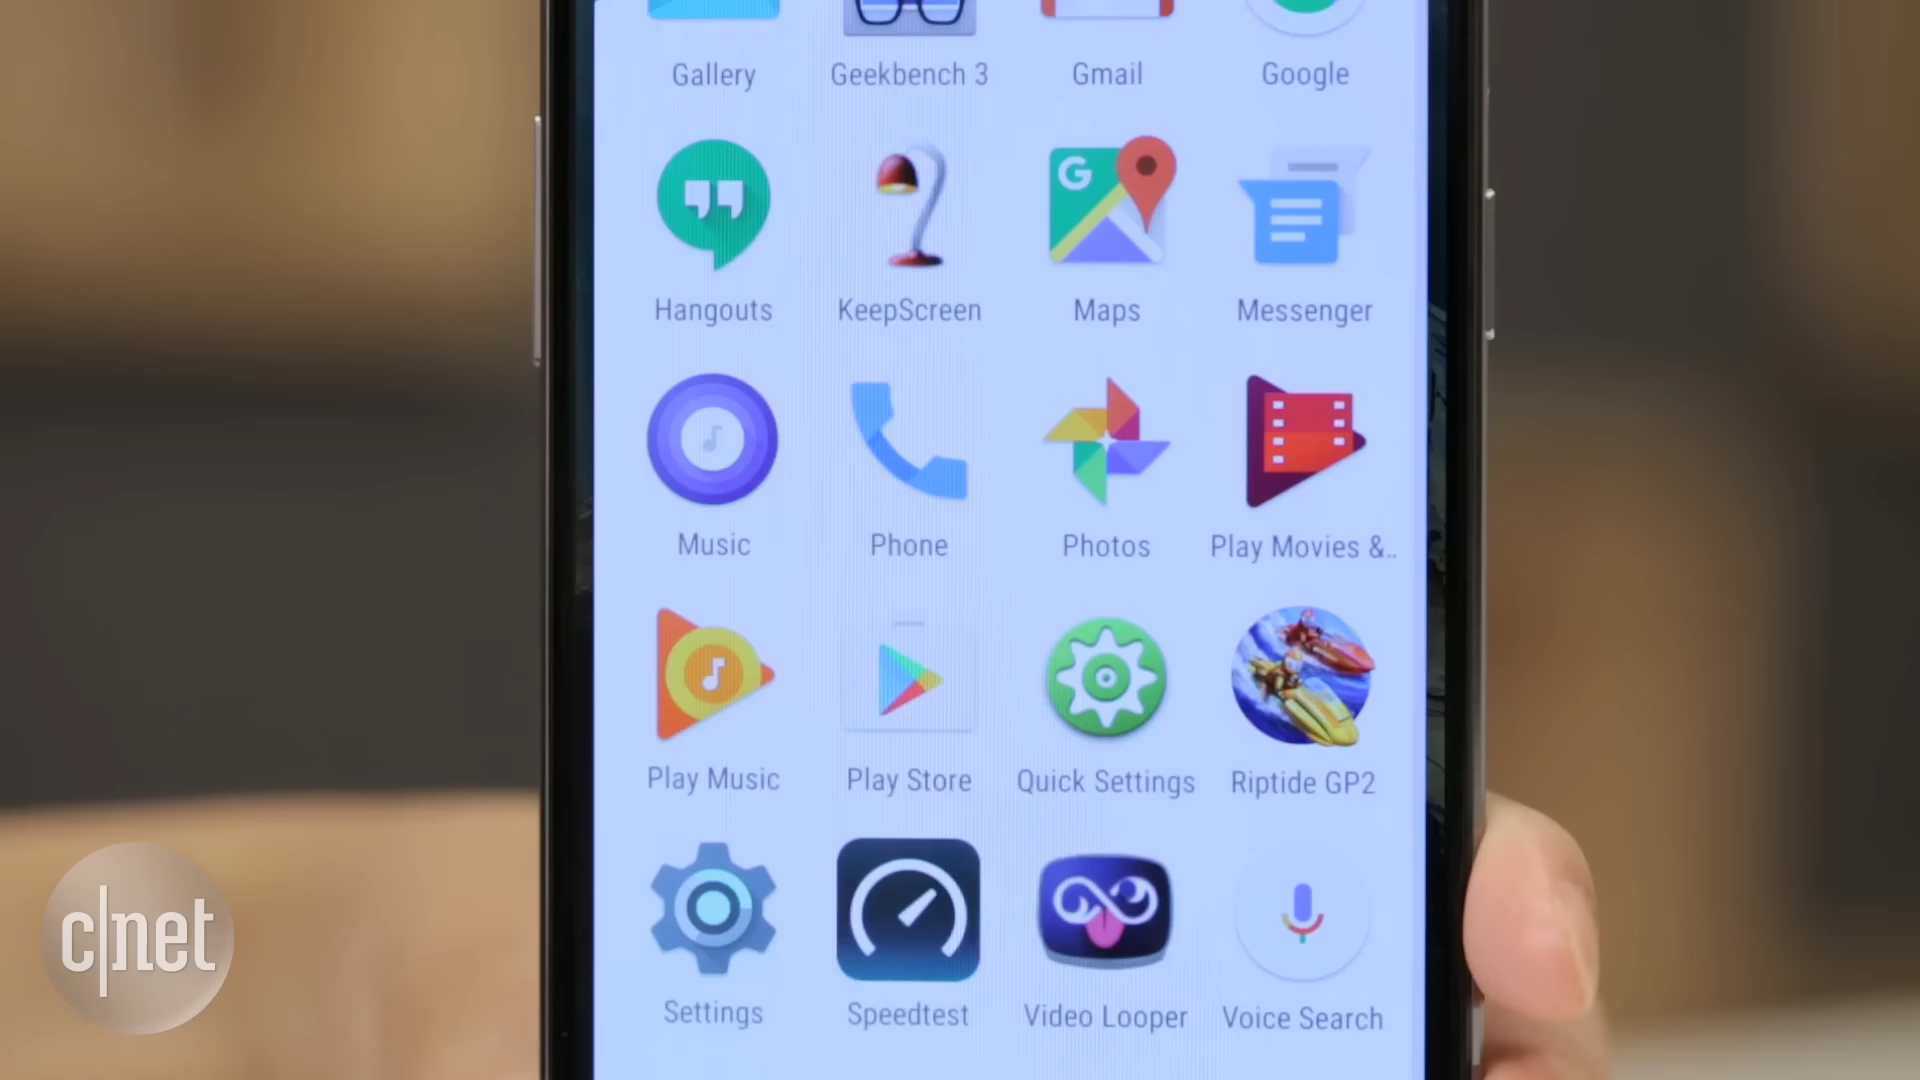 Gallery Geekbench 3 Gmail Google
Hangouts KeepScreen Maps Messenger
Music Phone Photos Play Movies &..
Play Music Play Store Quick Settings Riptide GP2
Settings Speedtest Video Looper Voice Search
c|net